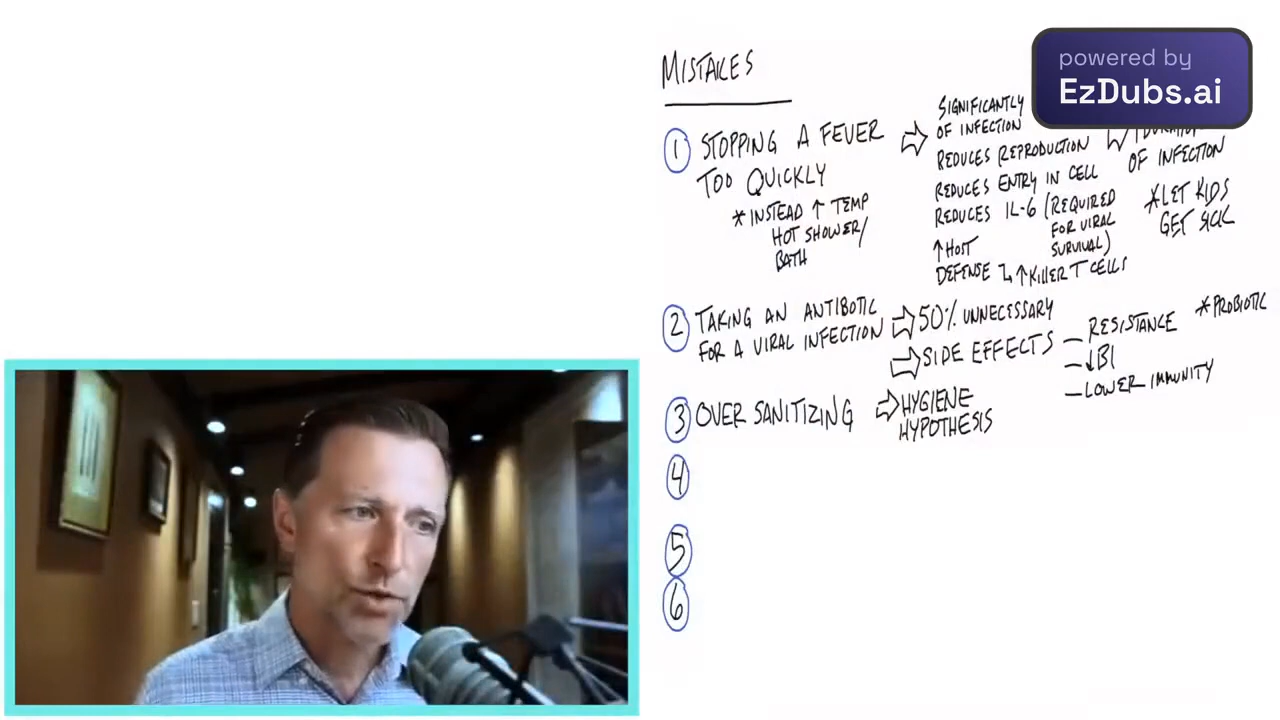 MISTAKES
powered by
EzDubs.ai
1 STOPPING A FEVER
TOO QUICKLY
*INSTEAD ↑ TEMP
HOT SHOWER/
BATH
⇨ SIGNIFICANTLY
OF INFECTION
REDUCES REPRODUCTION
REDUCES ENTRY IN CELL
REDUCES IL-6 (REQUIRED
FOR VIRAL
SURVIVAL)
↑HOST
DEFENSE ↳ ↑KILLER T CELLS
OF INFECTION
*LET KIDS
GET SICK
2 TAKING AN ANTIBOTIC
FOR A VIRAL INFECTION
⇨ 50% UNNECESSARY
⇨ SIDE EFFECTS
– RESISTANCE
– ↓B1
– LOWER IMMUNITY
*PROBIOTIC
3 OVER SANITIZING ⇨ HYGIENE
HYPOTHESIS
4
5
6